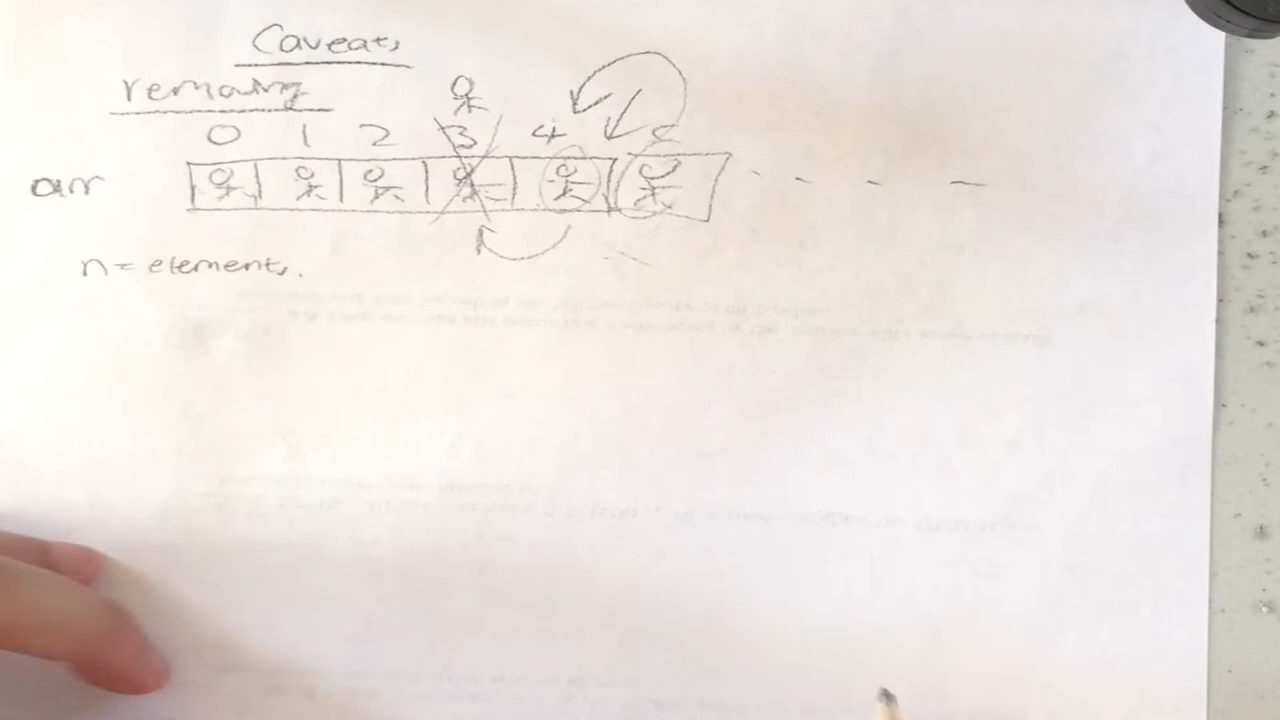 Caveats
removing
0 1 2 3 4 5
arr
n = elements.